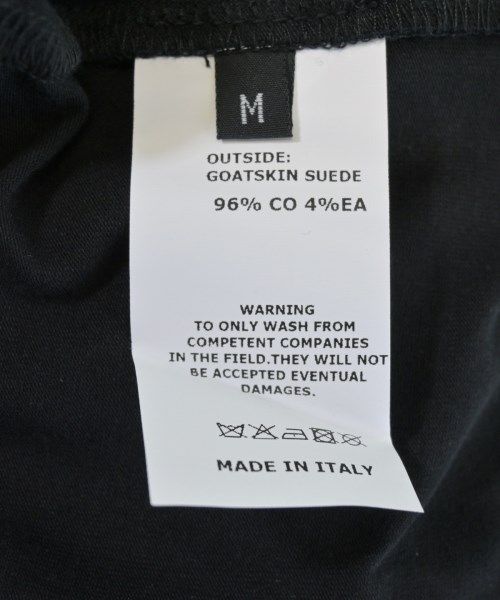 M
OUTSIDE:
GOATSKIN SUEDE
96% CO 4%EA
WARNING
TO ONLY WASH FROM
COMPETENT COMPANIES
IN THE FIELD.THEY WILL NOT
BE ACCEPTED EVENTUAL
DAMAGES.
MADE IN ITALY